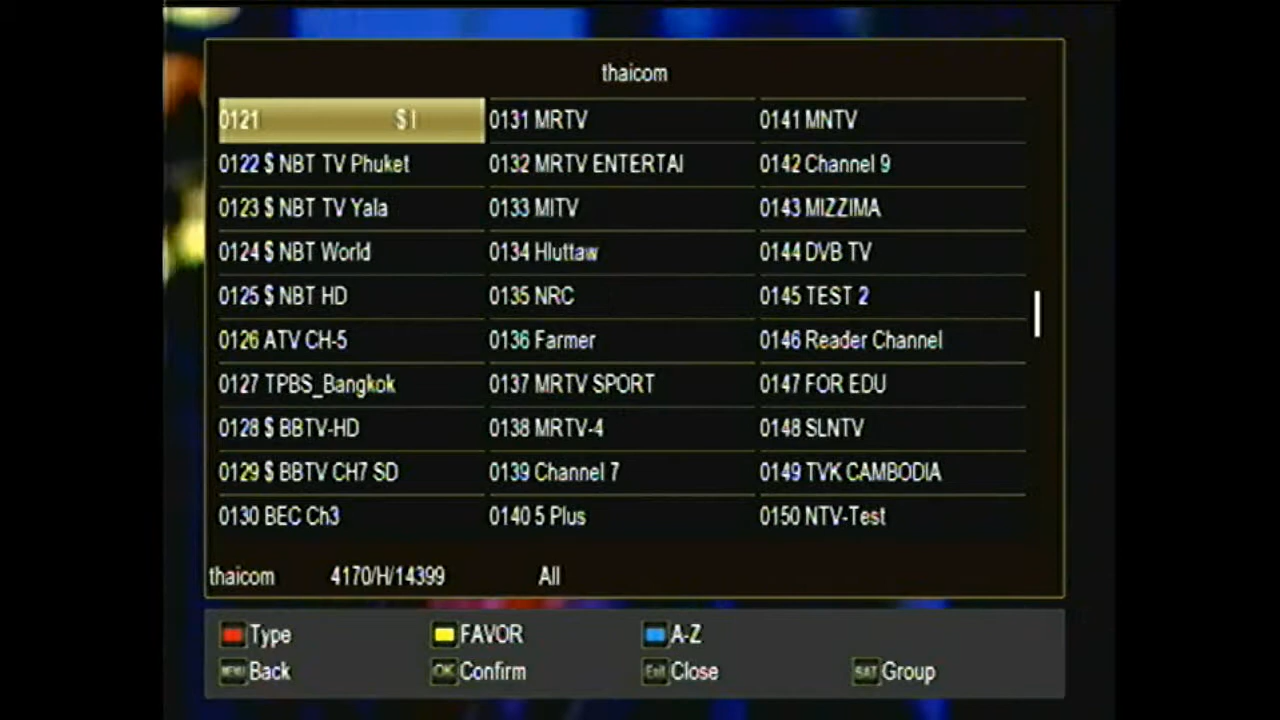 thaicom
0121 $ I
0122 $ NBT TV Phuket
0123 $ NBT TV Yala
0124 $ NBT World
0125 $ NBT HD
0126 ATV CH-5
0127 TPBS_Bangkok
0128 $ BBTV-HD
0129 $ BBTV CH7 SD
0130 BEC Ch3
0131 MRTV
0132 MRTV ENTERTAI
0133 MITV
0134 Hluttaw
0135 NRC
0136 Farmer
0137 MRTV SPORT
0138 MRTV-4
0139 Channel 7
0140 5 Plus
0141 MNTV
0142 Channel 9
0143 MIZZIMA
0144 DVB TV
0145 TEST 2
0146 Reader Channel
0147 FOR EDU
0148 SLNTV
0149 TVK CAMBODIA
0150 NTV-Test
thaicom 4170/H/14399 All
Type FAVOR A-Z
MENU Back OK Confirm Exit Close SAT Group